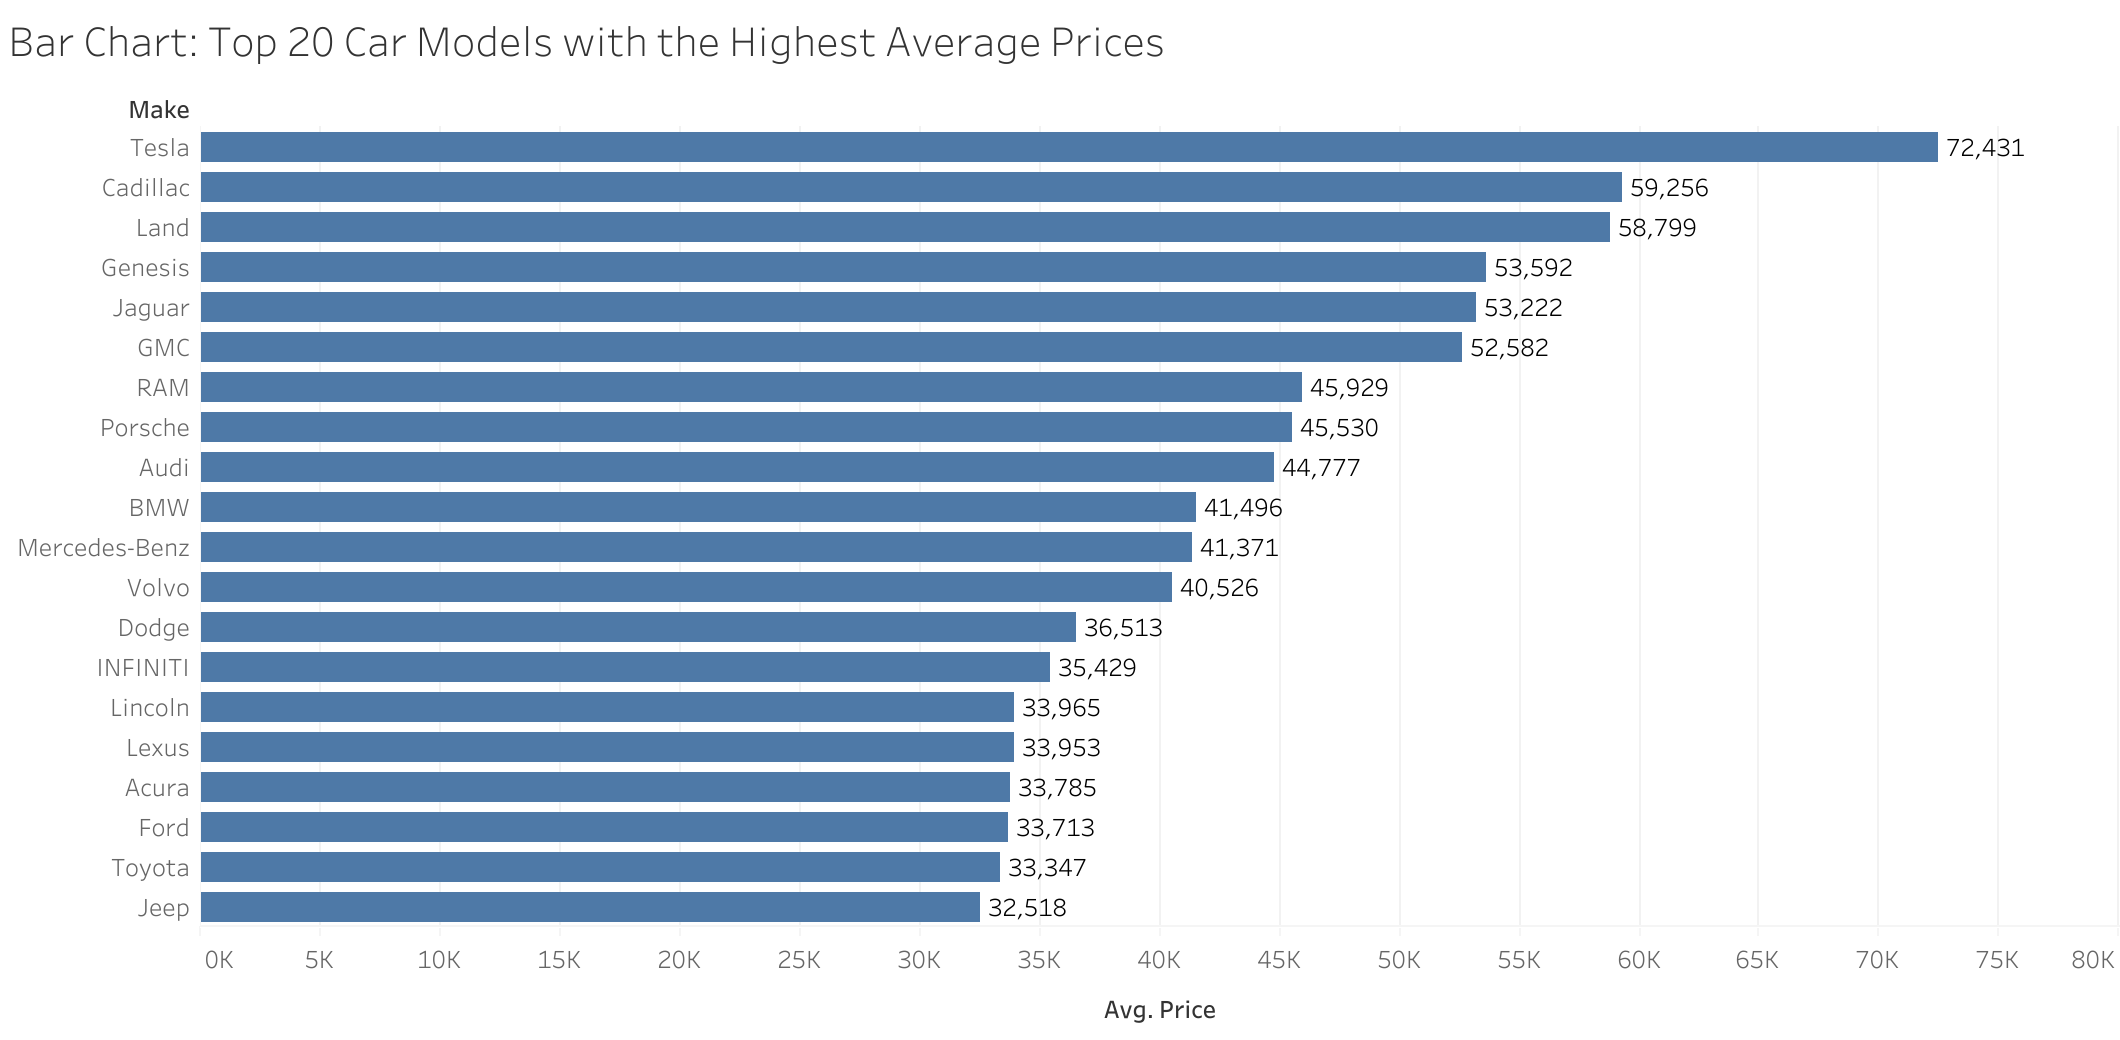 Bar Chart: Top 20 Car Models with the Highest Average Prices
Make
Tesla 72,431
Cadillac 59,256
Land 58,799
Genesis 53,592
Jaguar 53,222
GMC 52,582
RAM 45,929
Porsche 45,530
Audi 44,777
BMW 41,496
Mercedes-Benz 41,371
Volvo 40,526
Dodge 36,513
INFINITI 35,429
Lincoln 33,965
Lexus 33,953
Acura 33,785
Ford 33,713
Toyota 33,347
Jeep 32,518
0K 5K 10K 15K 20K 25K 30K 35K 40K 45K 50K 55K 60K 65K 70K 75K 80K
Avg. Price